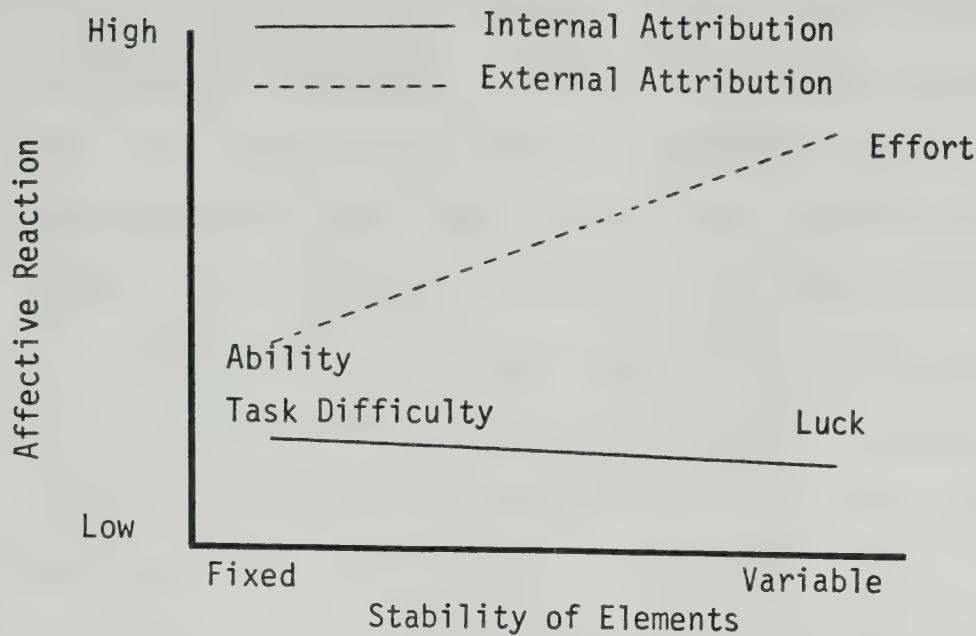 High
Internal Attribution
External Attribution
Effort
Affective Reaction
Ability
Task Difficulty
Luck
Low
Fixed
Variable
Stability of Elements